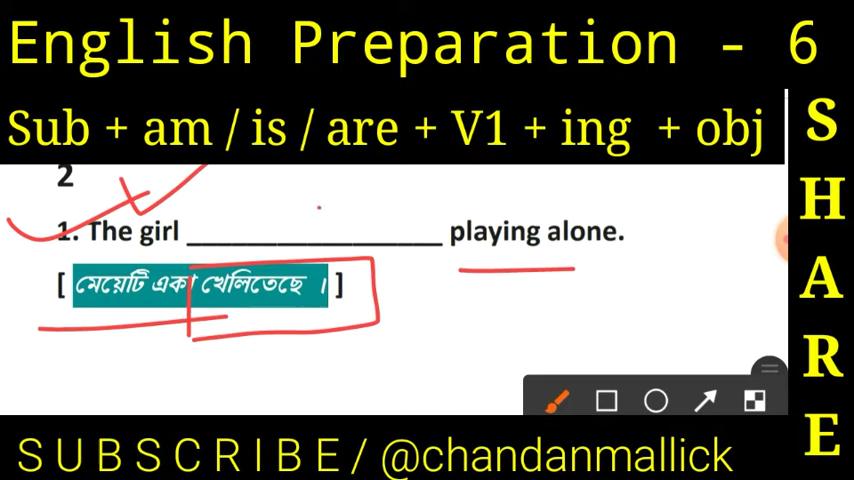 English Preparation - 6
Sub + am / is / are + V1 + ing + obj
2
1. The girl ____________________ playing alone.
[ মেয়েটি একা খেলিতেছে । ]
SHARE
SUBSCRIBE/ @chandanmallick